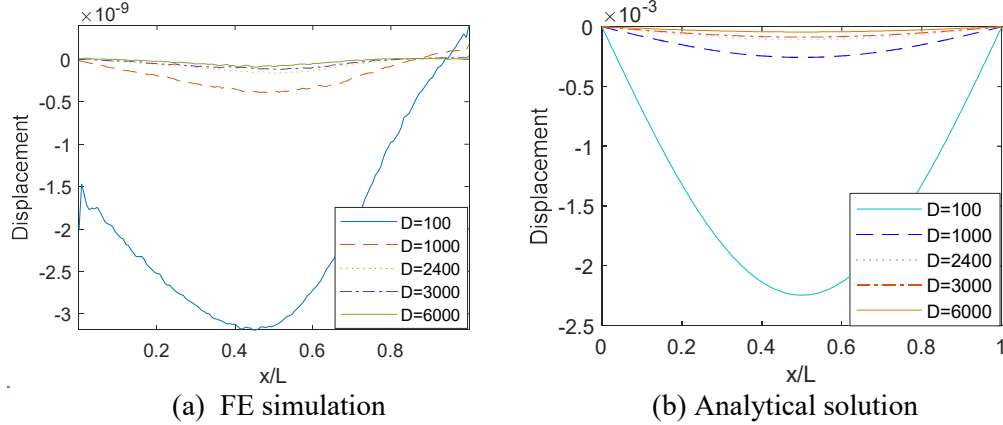 ×10⁻⁹
0
-0.5
-1
-1.5
-2
-2.5
-3
Displacement
0.2
0.4
0.6
0.8
x/L
D=100
D=1000
D=2400
D=3000
D=6000
(a) FE simulation
×10⁻³
0
-0.5
-1
-1.5
-2
-2.5
Displacement
0
0.2
0.4
0.6
0.8
1
x/L
D=100
D=1000
D=2400
D=3000
D=6000
(b) Analytical solution